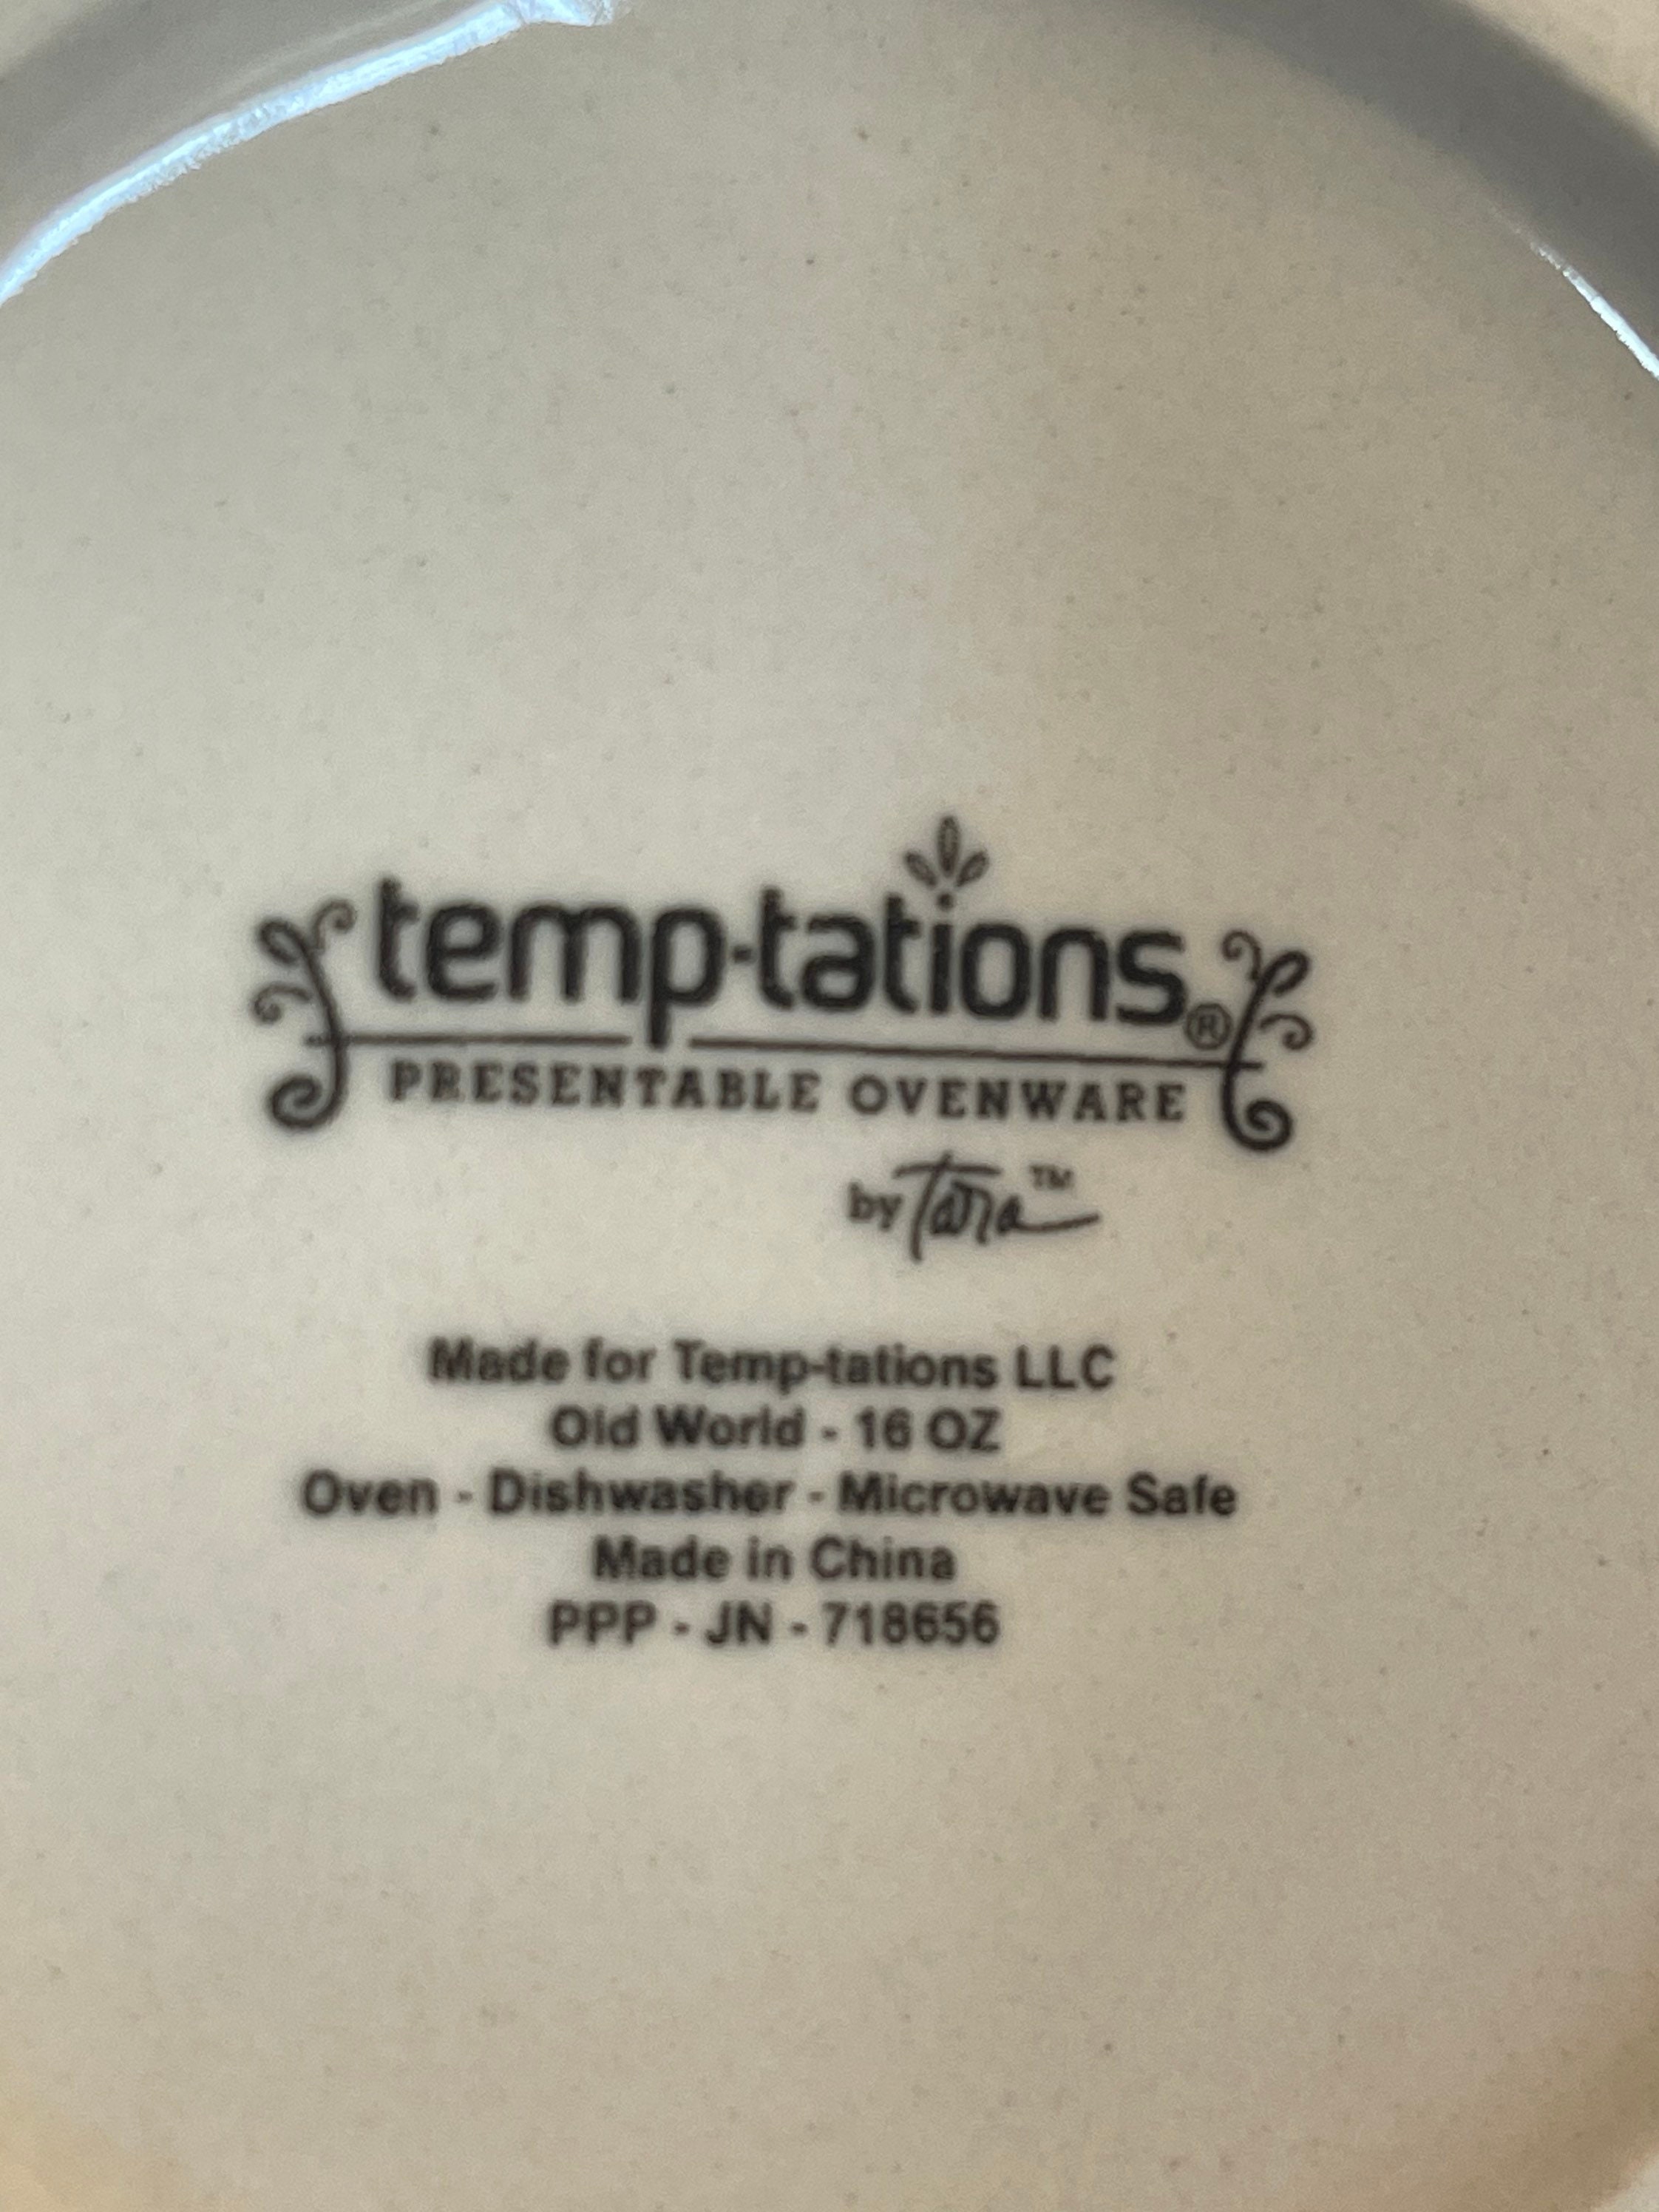 temp-tations®
PRESENTABLE OVENWARE
by Tara™
Made for Temp-tations LLC
Old World - 16 OZ
Oven - Dishwasher - Microwave Safe
Made in China
PPP - JN - 718656